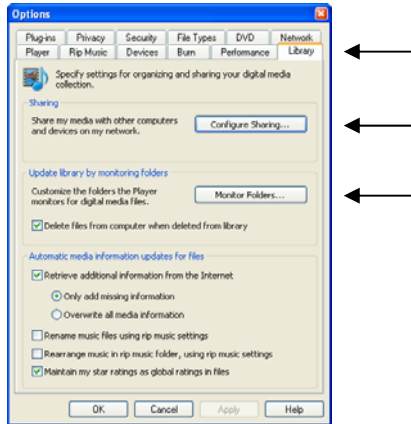 Options
Plug-ins Privacy Security File Types DVD Network
Player Rip Music Devices Burn Performance Library
Specify settings for organizing and sharing your digital media
collection.
Sharing
Share my media with other computers
and devices on my network.
Configure Sharing...
Update library by monitoring folders
Customize the folders the Player
monitors for digital media files.
Monitor Folders...
Delete files from computer when deleted from library
Automatic media information updates for files
Retrieve additional information from the Internet
Only add missing information
Overwrite all media information
Rename music files using rip music settings
Rearrange music in rip music folder, using rip music settings
Maintain my star ratings as global ratings in files
OK Cancel Apply Help